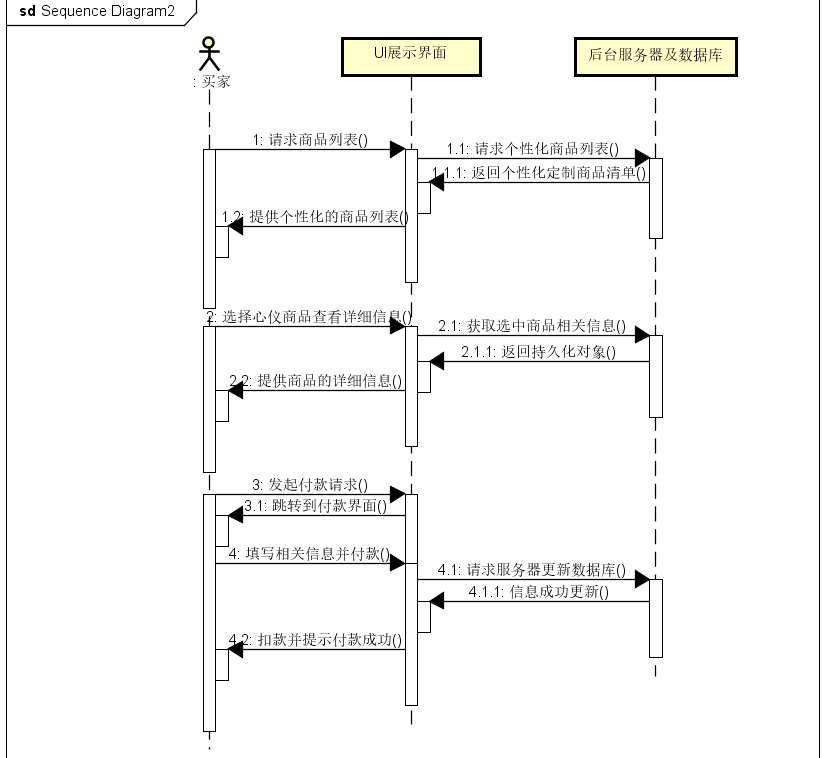 sd Sequence Diagram2
: 买家
UI展示界面
后台服务器及数据库
1: 请求商品列表()
1.1: 请求个性化商品列表()
1.1.1: 返回个性化定制商品清单()
1.2: 提供个性化的商品列表()
2: 选择心仪商品查看详细信息()
2.1: 获取选中商品相关信息()
2.1.1: 返回持久化对象()
2.2: 提供商品的详细信息()
3: 发起付款请求()
3.1: 跳转到付款界面()
4: 填写相关信息并付款()
4.1: 请求服务器更新数据库()
4.1.1: 信息成功更新()
4.2: 扣款并提示付款成功()